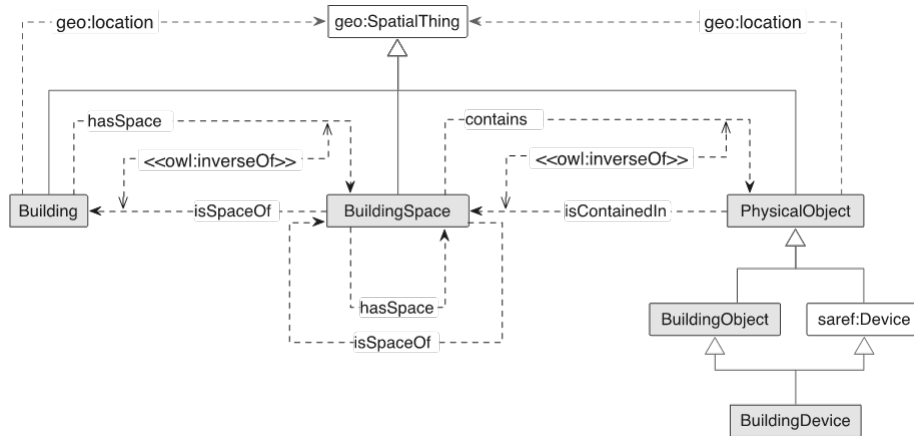 geo:location
geo:SpatialThing
geo:location
hasSpace
contains
<<owl:inverseOf>>
<<owl:inverseOf>>
Building
isSpaceOf
BuildingSpace
isContainedIn
PhysicalObject
hasSpace
isSpaceOf
BuildingObject
saref:Device
BuildingDevice